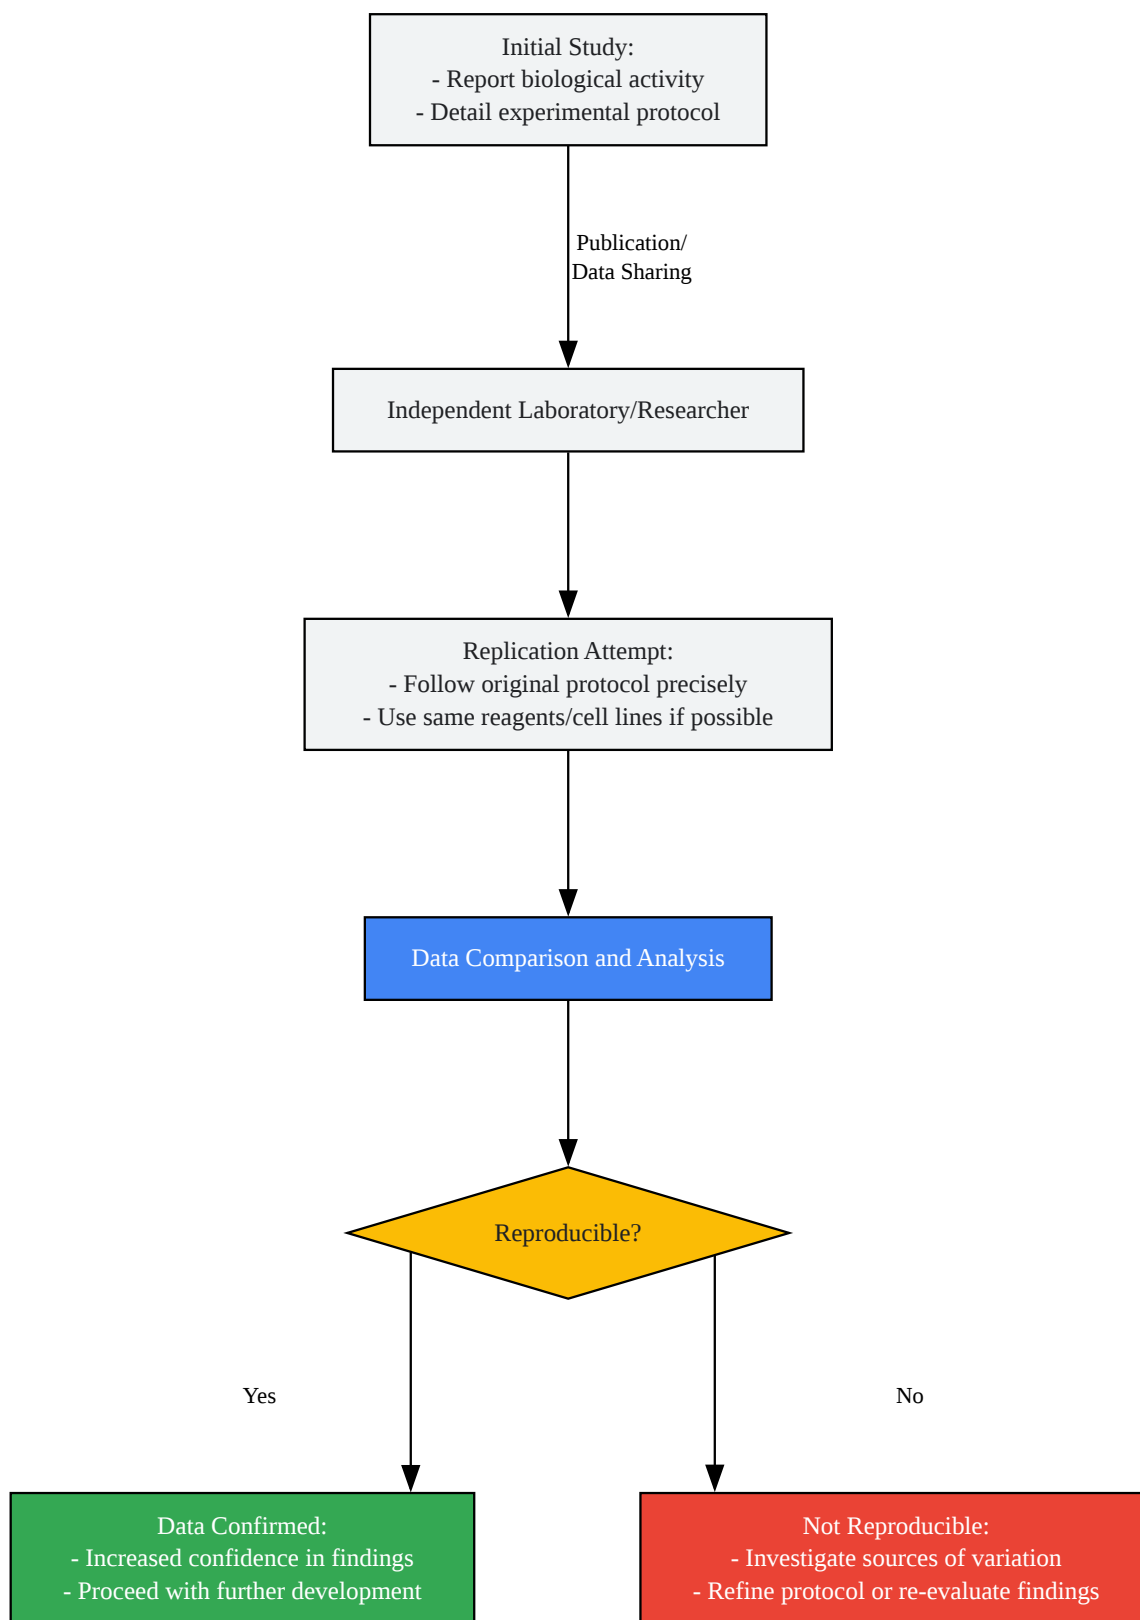 Initial Study:
- Report biological activity
- Detail experimental protocol
Publication/
Data Sharing
Independent Laboratory/Researcher
Replication Attempt:
- Follow original protocol precisely
- Use same reagents/cell lines if possible
Data Comparison and Analysis
Reproducible?
Yes
No
Data Confirmed:
- Increased confidence in findings
- Proceed with further development
Not Reproducible:
- Investigate sources of variation
- Refine protocol or re-evaluate findings